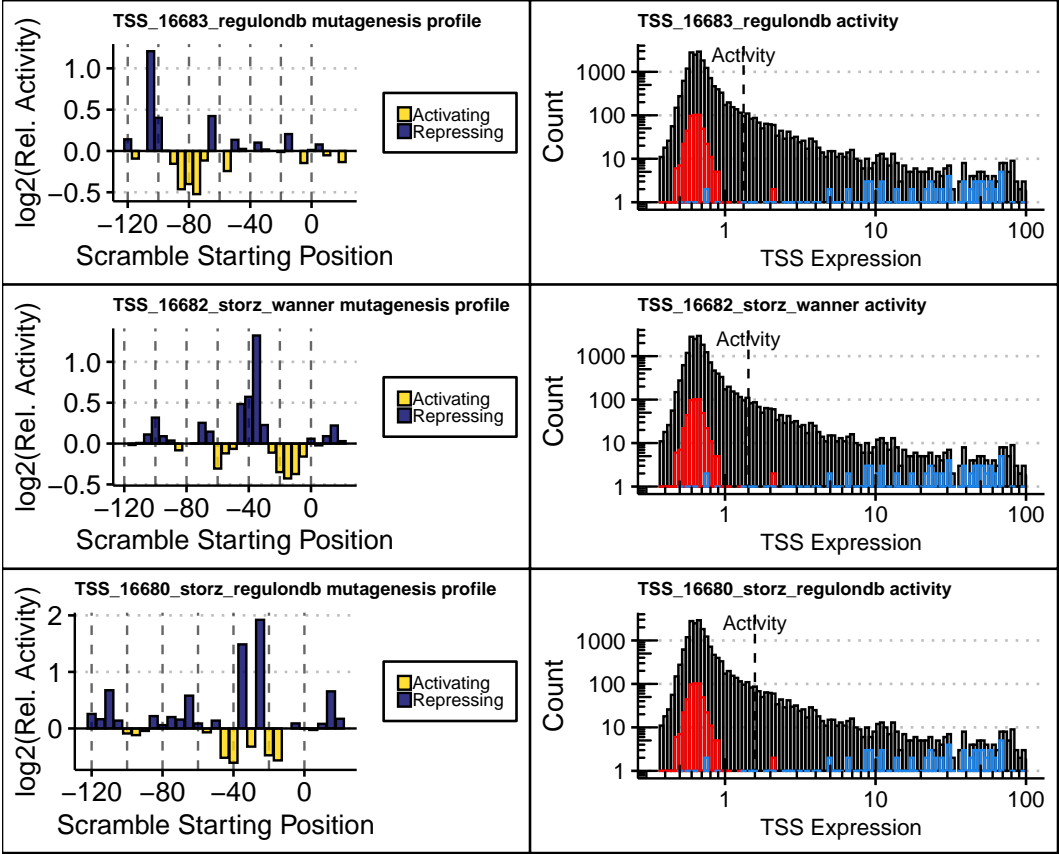 TSS_16683_regulondb mutagenesis profile
log2(Rel. Activity)
1.0
0.5
0.0
−0.5
−120 −80 −40 0
Scramble Starting Position
Activating
Repressing
TSS_16683_regulondb activity
Activity
Count
1000
100
10
1
1 10 100
TSS Expression
TSS_16682_storz_wanner mutagenesis profile
log2(Rel. Activity)
1.0
0.5
0.0
−0.5
−120 −80 −40 0
Scramble Starting Position
Activating
Repressing
TSS_16682_storz_wanner activity
Activity
Count
1000
100
10
1
1 10 100
TSS Expression
TSS_16680_storz_regulondb mutagenesis profile
log2(Rel. Activity)
2
1
0
−120 −80 −40 0
Scramble Starting Position
Activating
Repressing
TSS_16680_storz_regulondb activity
Activity
Count
1000
100
10
1
1 10 100
TSS Expression